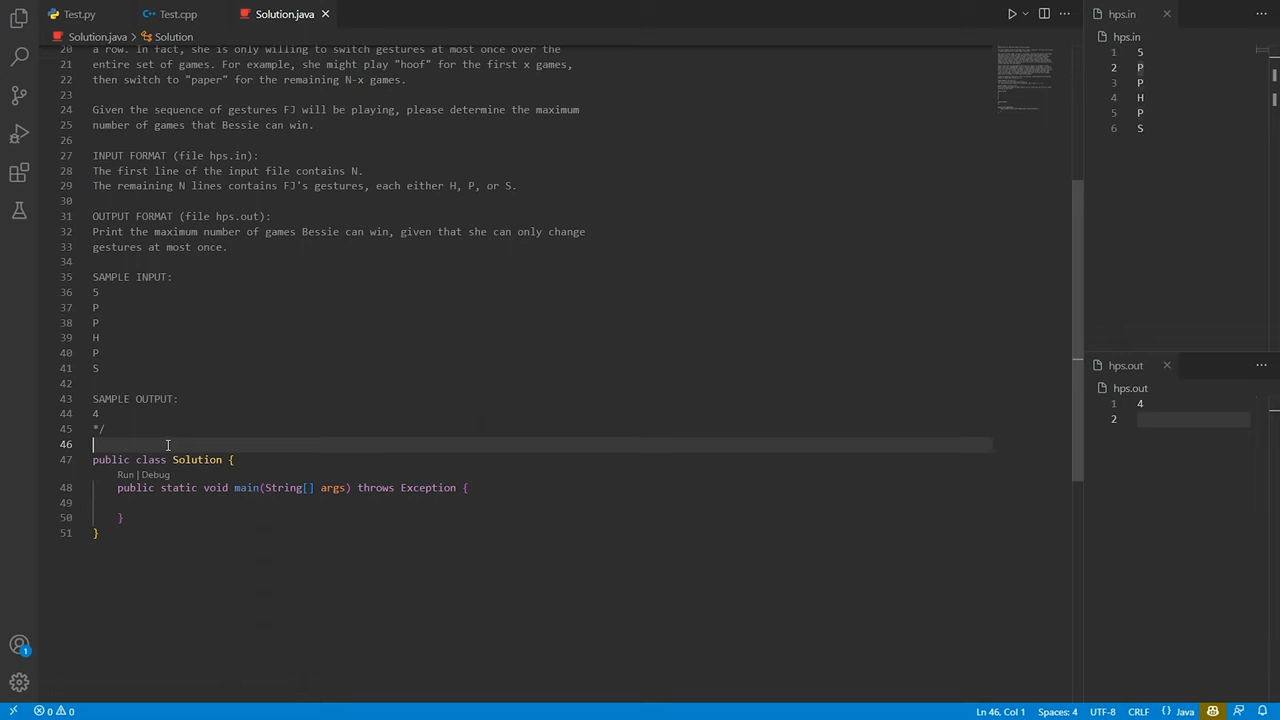 Test.py
Test.cpp
Solution.java
Solution.java > Solution
20 a row. In fact, she is only willing to switch gestures at most once over the
21 entire set of games. For example, she might play "hoof" for the first x games,
22 then switch to "paper" for the remaining N-x games.
23
24 Given the sequence of gestures FJ will be playing, please determine the maximum
25 number of games that Bessie can win.
26
27 INPUT FORMAT (file hps.in):
28 The first line of the input file contains N.
29 The remaining N lines contains FJ's gestures, each either H, P, or S.
30
31 OUTPUT FORMAT (file hps.out):
32 Print the maximum number of games Bessie can win, given that she can only change
33 gestures at most once.
34
35 SAMPLE INPUT:
36 5
37 P
38 P
39 H
40 P
41 S
42
43 SAMPLE OUTPUT:
44 4
45 */
46
47 public class Solution {
Run | Debug
48 public static void main(String[] args) throws Exception {
49
50 }
51 }
hps.in
hps.in
1 5
2 P
3 P
4 H
5 P
6 S
hps.out
hps.out
1 4
2
1
0 0
Ln 46, Col 1
Spaces: 4
UTF-8
CRLF
{} Java